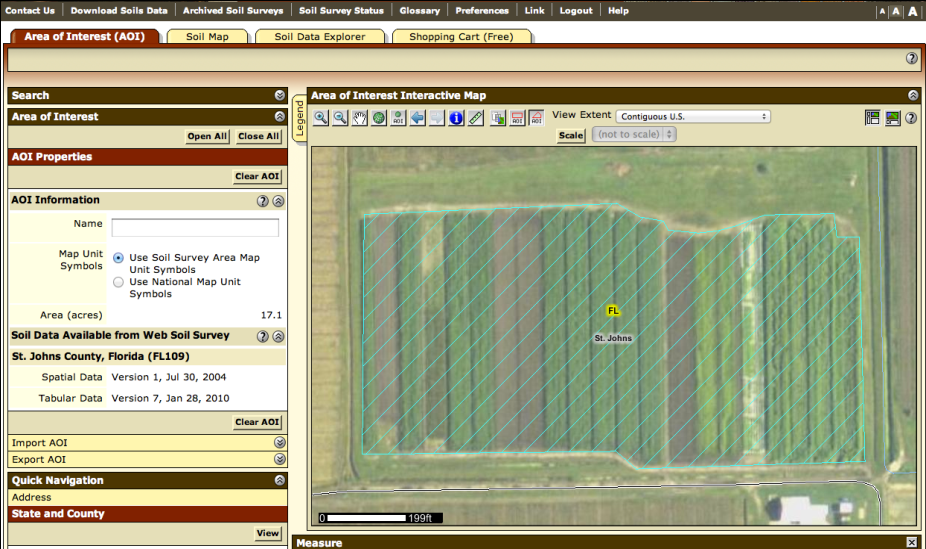 Contact Us Download Soils Data Archived Soil Surveys Soil Survey Status Glossary Preferences Link Logout Help A A A
Area of Interest (AOI) Soil Map Soil Data Explorer Shopping Cart (Free)
?
Search
Area of Interest
Open All Close All
AOI Properties
Clear AOI
AOI Information ?
Name
Map Unit Symbols
Use Soil Survey Area Map
Unit Symbols
Use National Map Unit
Symbols
Area (acres) 17.1
Soil Data Available from Web Soil Survey ?
St. Johns County, Florida (FL109)
Spatial Data Version 1, Jul 30, 2004
Tabular Data Version 7, Jan 28, 2010
Clear AOI
Import AOI
Export AOI
Quick Navigation
Address
State and County
View
Legend
Area of Interest Interactive Map
AOI i AOI AOI View Extent Contiguous U.S. ?
Scale (not to scale)
FL
St. Johns
0 199ft
Measure